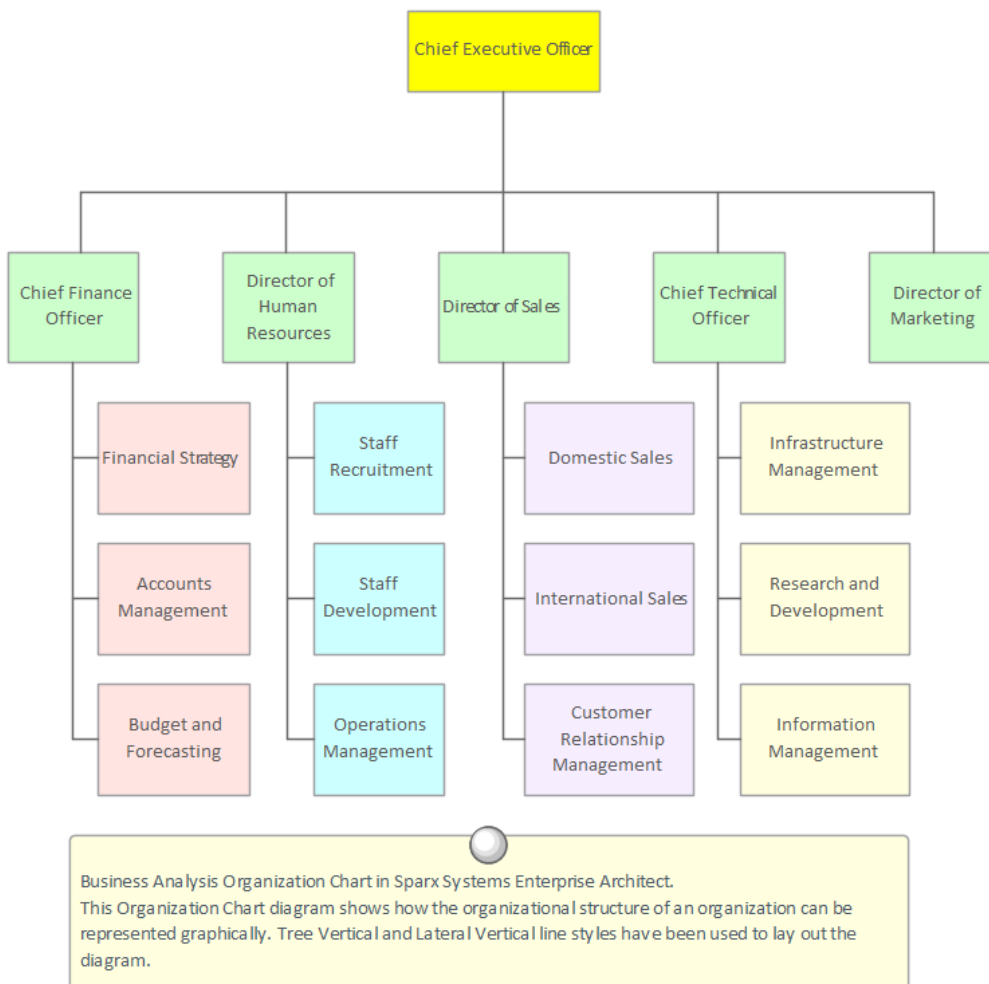 Chief Executive Officer
Chief Finance
Officer
Director of
Human
Resources
Director of Sales
Chief Technical
Officer
Director of
Marketing
Financial Strategy
Staff
Recruitment
Domestic Sales
Infrastructure
Management
Accounts
Management
Staff
Development
International Sales
Research and
Development
Budget and
Forecasting
Operations
Management
Customer
Relationship
Management
Information
Management
Business Analysis Organization Chart in Sparx Systems Enterprise Architect.
This Organization Chart diagram shows how the organizational structure of an organization can be
represented graphically. Tree Vertical and Lateral Vertical line styles have been used to lay out the
diagram.